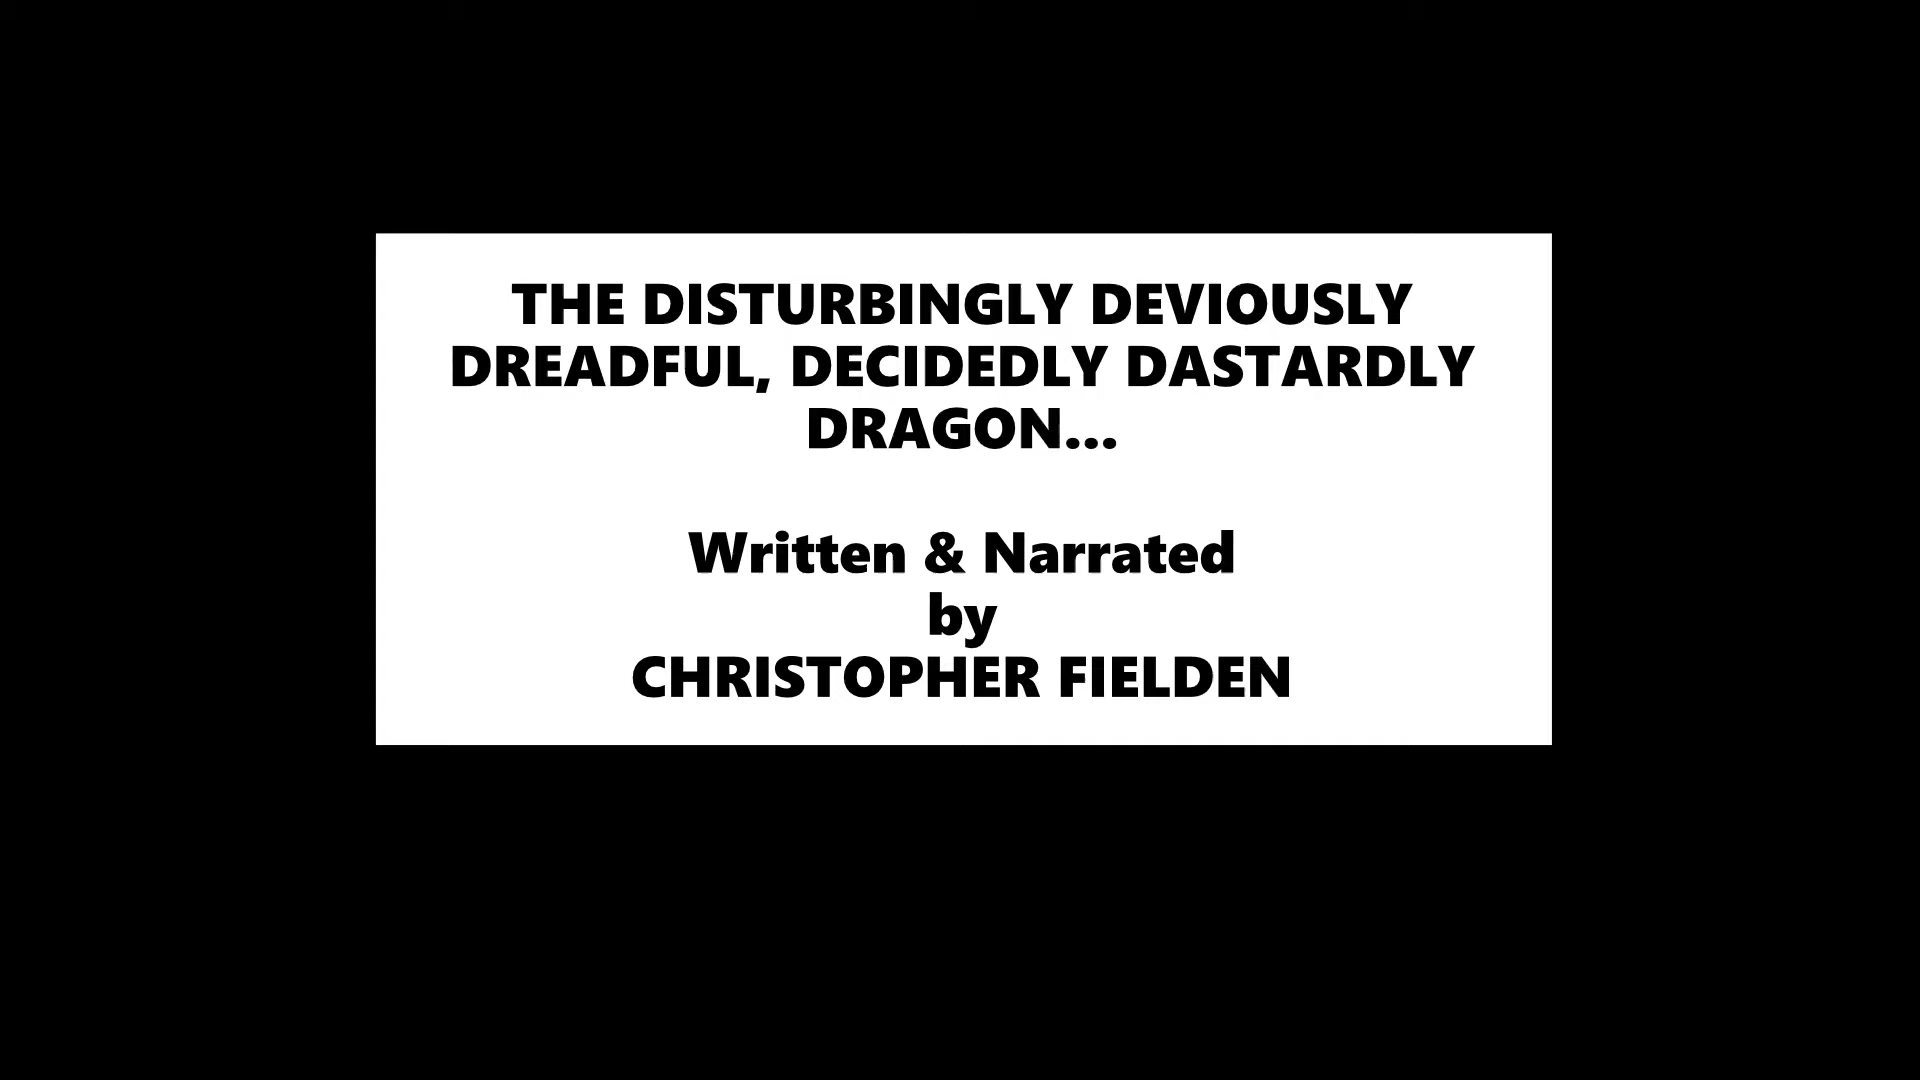 THE DISTURBINGLY DEVIOUSLY
DREADFUL, DECIDEDLY DASTARDLY
DRAGON...
Written & Narrated
by
CHRISTOPHER FIELDEN